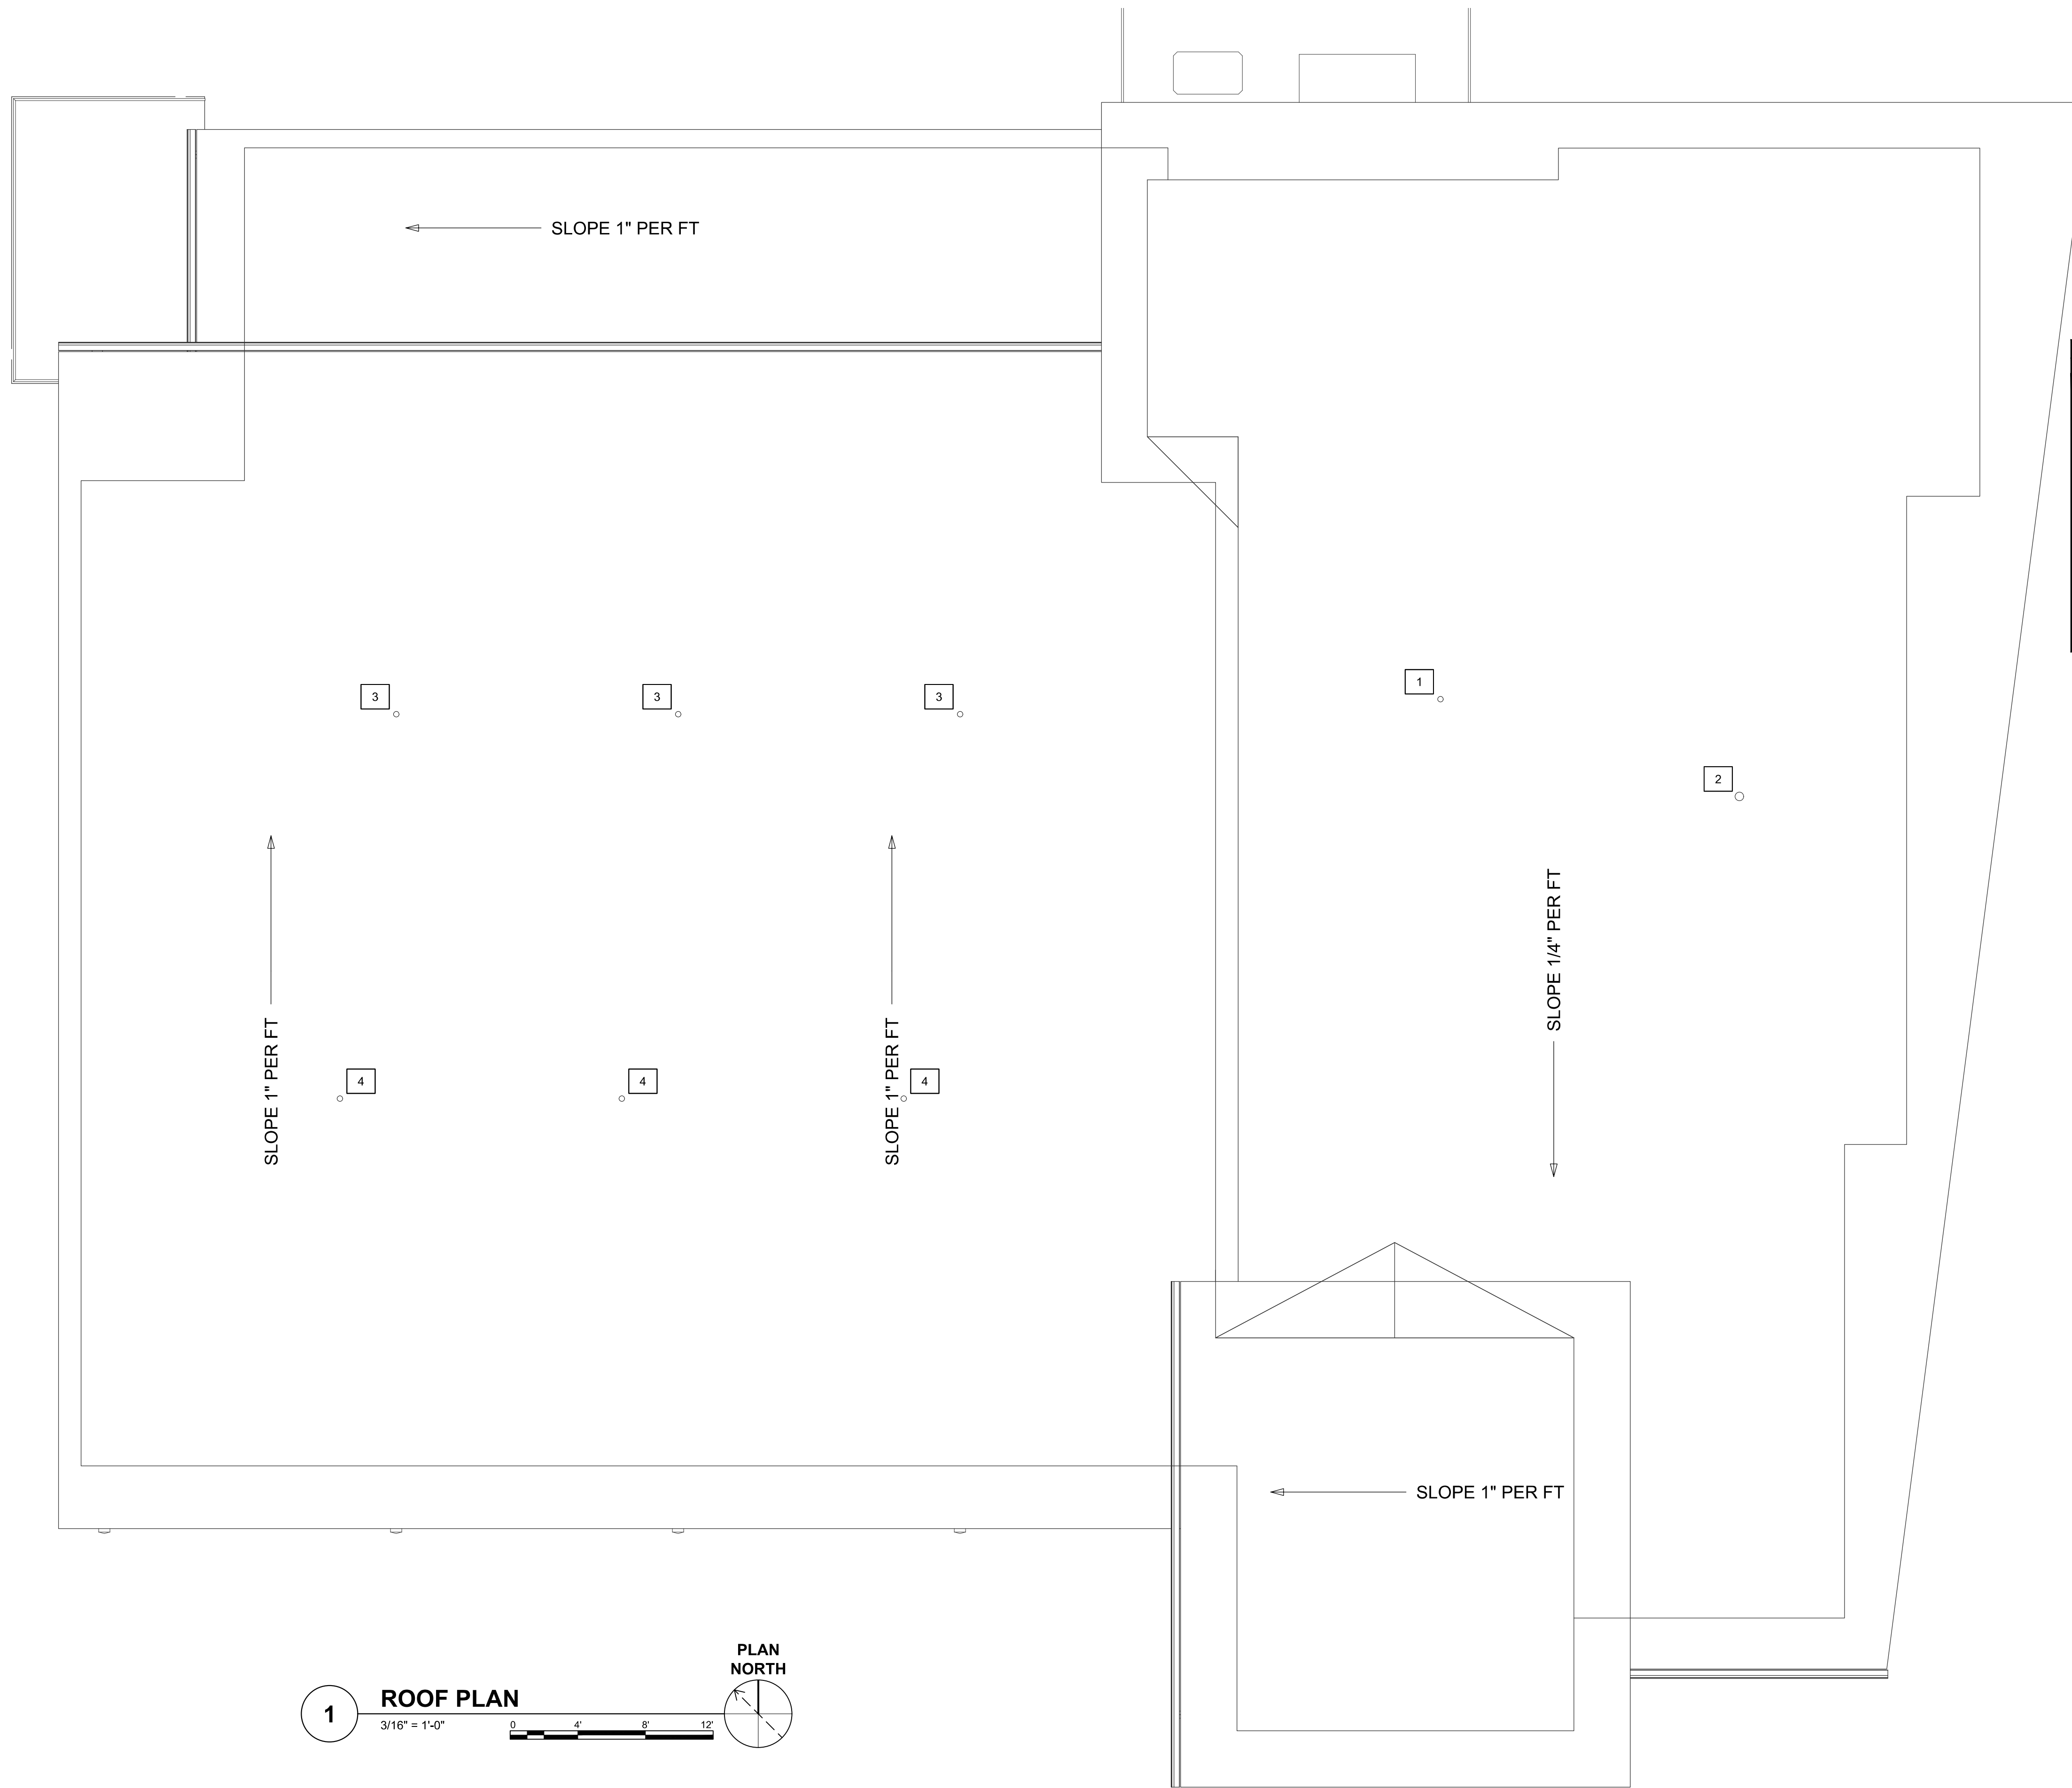 SLOPE 1" PER FT
3
3
3
1
2
SLOPE 1/4" PER FT
SLOPE 1" PER FT
SLOPE 1" PER FT
4
4
4
SLOPE 1" PER FT
PLAN
NORTH
1
ROOF PLAN
3/16" = 1'-0"
0 4' 8' 12'